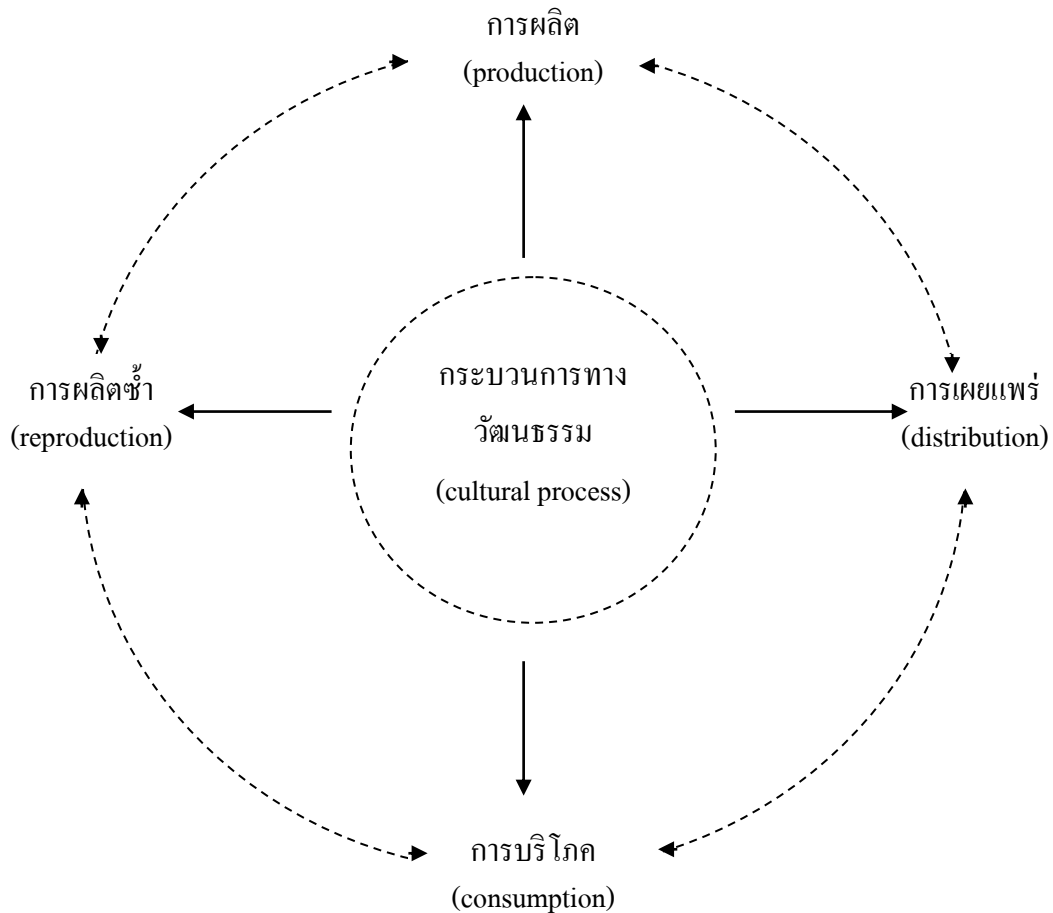 การผลิต
(production)
การผลิตซ้ำ
(reproduction)
กระบวนการทาง
วัฒนธรรม
(cultural process)
การเผยแพร่
(distribution)
การบริโภค
(consumption)